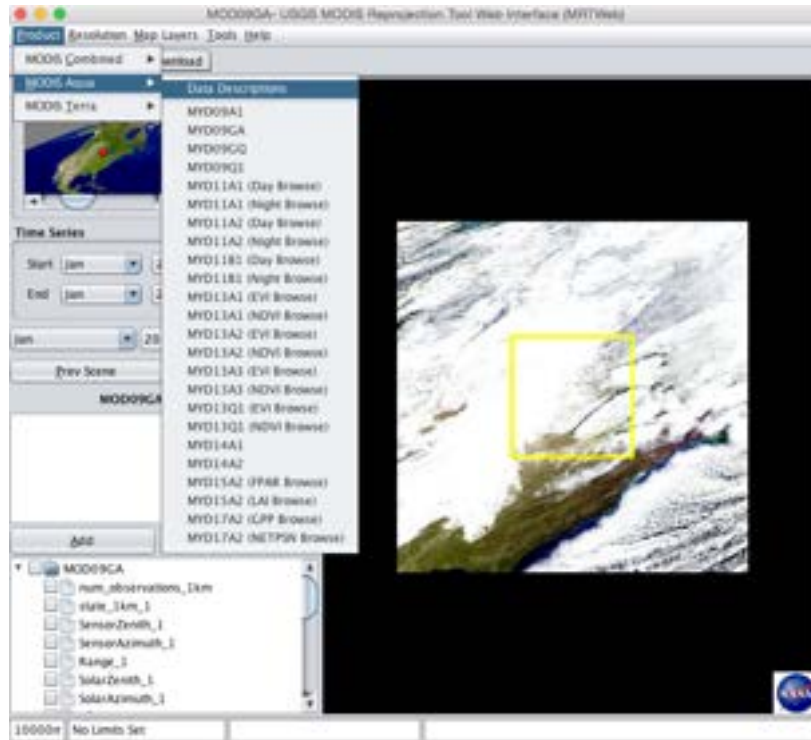 MOD09GA- USGS MODIS Reprojection Tool Web Interface (MRTWeb)
Product Resolution Map Layers Tools Help
MODIS Combined
MODIS Aqua
MODIS Terra
Data Descriptions
MYD09A1
MYD09GA
MYD09GQ
MYD09Q1
MYD11A1 (Day Browse)
MYD11A1 (Night Browse)
MYD11A2 (Day Browse)
MYD11A2 (Night Browse)
MYD11B1 (Day Browse)
MYD11B1 (Night Browse)
MYD13A1 (EVI Browse)
MYD13A1 (NDVI Browse)
MYD13A2 (EVI Browse)
MYD13A2 (NDVI Browse)
MYD13A3 (EVI Browse)
MYD13A3 (NDVI Browse)
MYD13Q1 (EVI Browse)
MYD13Q1 (NDVI Browse)
MYD14A1
MYD14A2
MYD15A2 (FPAR Browse)
MYD15A2 (LAI Browse)
MYD17A2 (GPP Browse)
MYD17A2 (NETPSN Browse)
Time Series
Start Jan 2
End Jan 2
Jan 20
Prev Scene
MOD09GA
Add
MOD09GA
num_observations_1km
state_1km_1
SensorZenith_1
SensorAzimuth_1
Range_1
SolarZenith_1
SolarAzimuth_1
No Limits Set
NASA